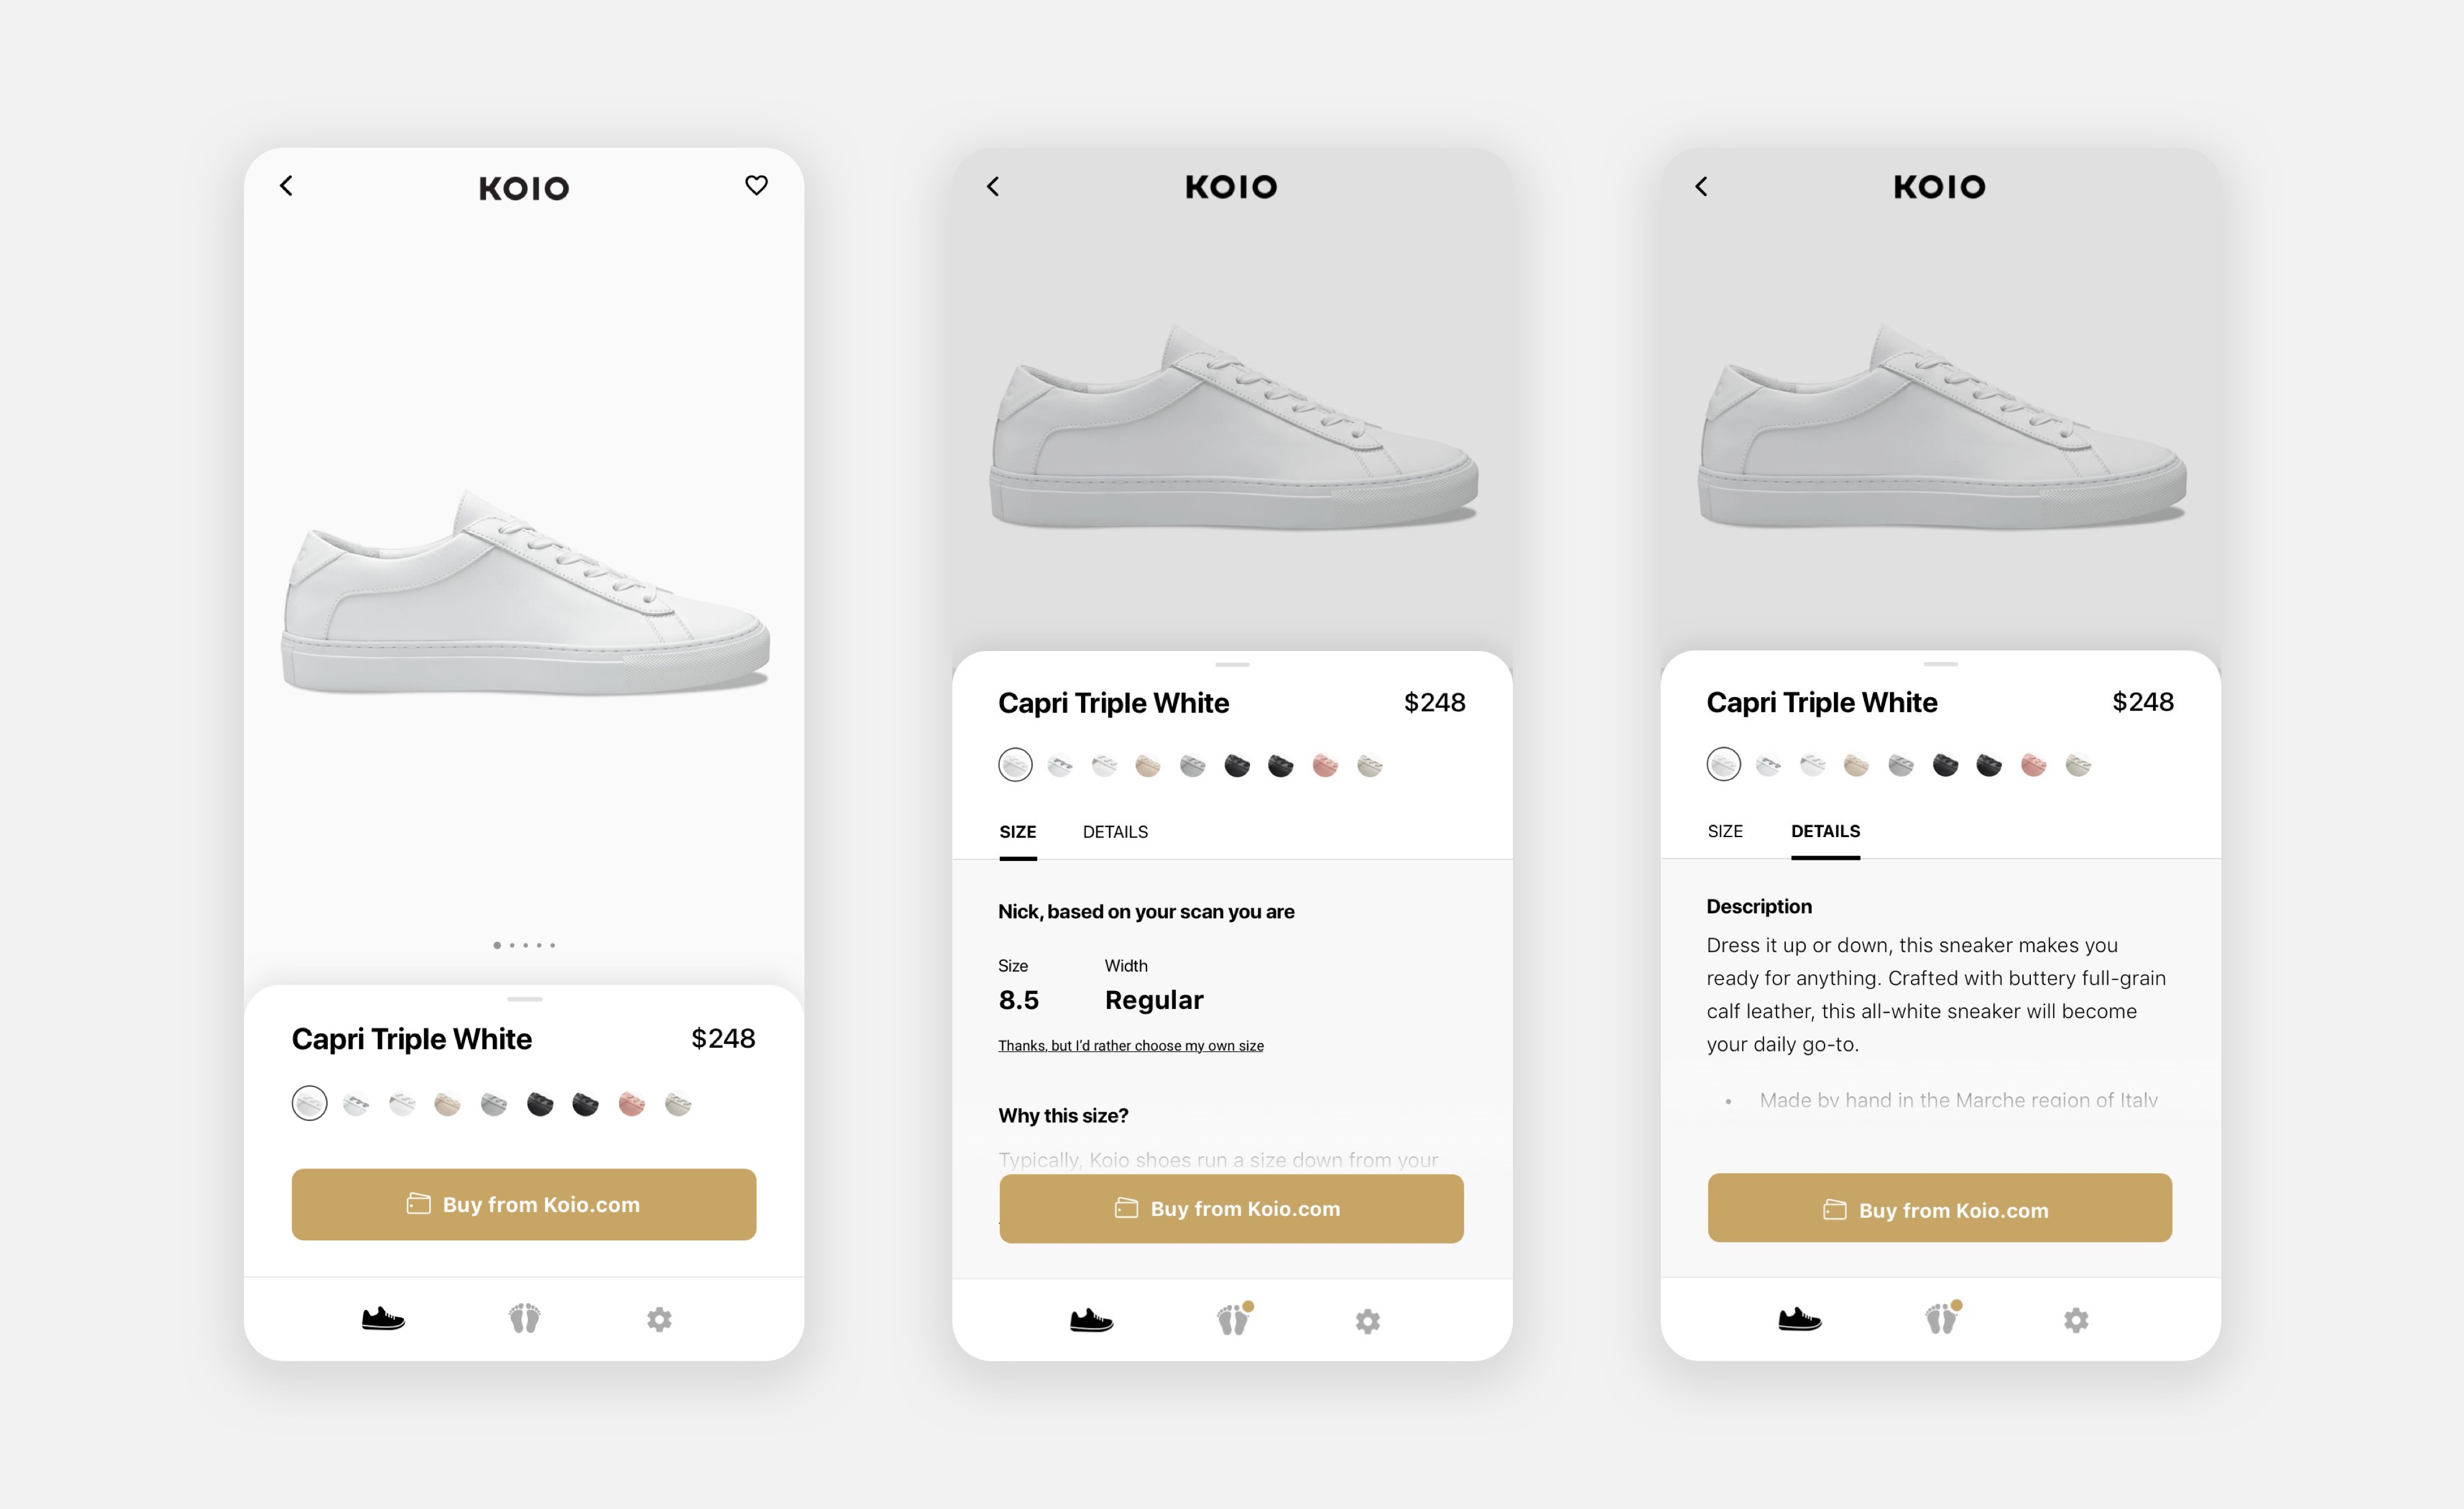 KOIO
Capri Triple White $248
Buy from Koio.com
KOIO
Capri Triple White $248
SIZE DETAILS
Nick, based on your scan you are
Size Width
8.5 Regular
Thanks, but I'd rather choose my own size
Why this size?
Typically, Koio shoes run a size down from your
Buy from Koio.com
KOIO
Capri Triple White $248
SIZE DETAILS
Description
Dress it up or down, this sneaker makes you
ready for anything. Crafted with buttery full-grain
calf leather, this all-white sneaker will become
your daily go-to.
• Made by hand in the Marche region of Italy
Buy from Koio.com